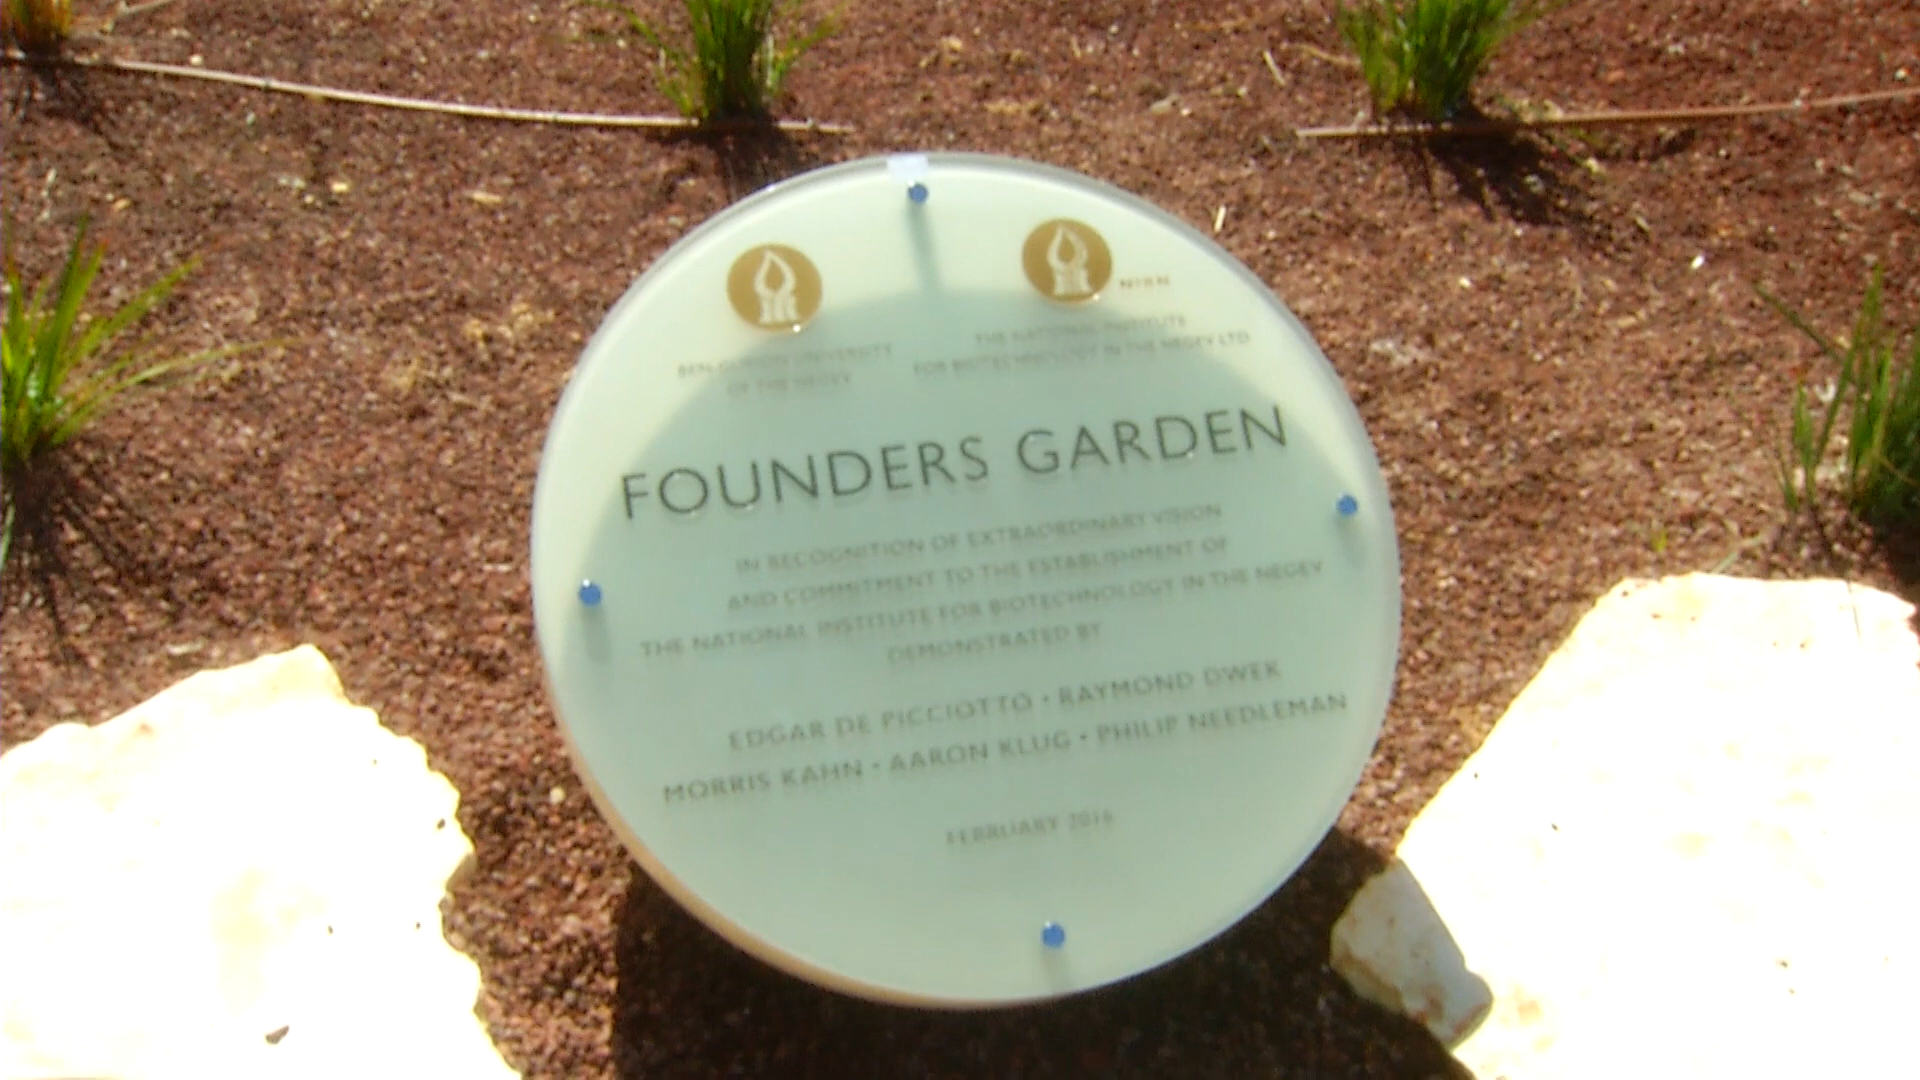 BEN-GURION UNIVERSITY
OF THE NEGEV
NIBN
THE NATIONAL INSTITUTE
FOR BIOTECHNOLOGY IN THE NEGEV LTD
FOUNDERS GARDEN
IN RECOGNITION OF EXTRAORDINARY VISION
AND COMMITMENT TO THE ESTABLISHMENT OF
THE NATIONAL INSTITUTE FOR BIOTECHNOLOGY IN THE NEGEV
DEMONSTRATED BY
EDGAR DE PICCIOTTO • RAYMOND DWEK
MORRIS KAHN • AARON KLUG • PHILIP NEEDLEMAN
FEBRUARY 2016